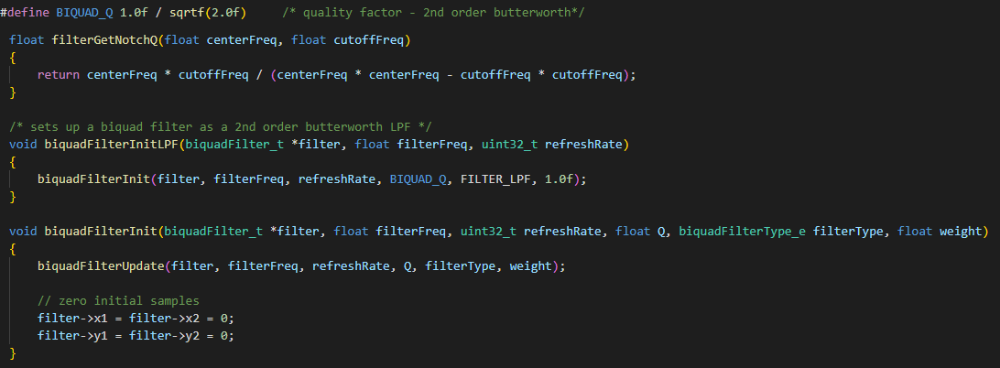 #define BIQUAD_Q 1.0f / sqrtf(2.0f)     /* quality factor - 2nd order butterworth*/
float filterGetNotchQ(float centerFreq, float cutoffFreq)
{
    return centerFreq * cutoffFreq / (centerFreq * centerFreq - cutoffFreq * cutoffFreq);
}
/* sets up a biquad filter as a 2nd order butterworth LPF */
void biquadFilterInitLPF(biquadFilter_t *filter, float filterFreq, uint32_t refreshRate)
{
    biquadFilterInit(filter, filterFreq, refreshRate, BIQUAD_Q, FILTER_LPF, 1.0f);
}
void biquadFilterInit(biquadFilter_t *filter, float filterFreq, uint32_t refreshRate, float Q, biquadFilterType_e filterType, float weight)
{
    biquadFilterUpdate(filter, filterFreq, refreshRate, Q, filterType, weight);
    // zero initial samples
    filter->x1 = filter->x2 = 0;
    filter->y1 = filter->y2 = 0;
}